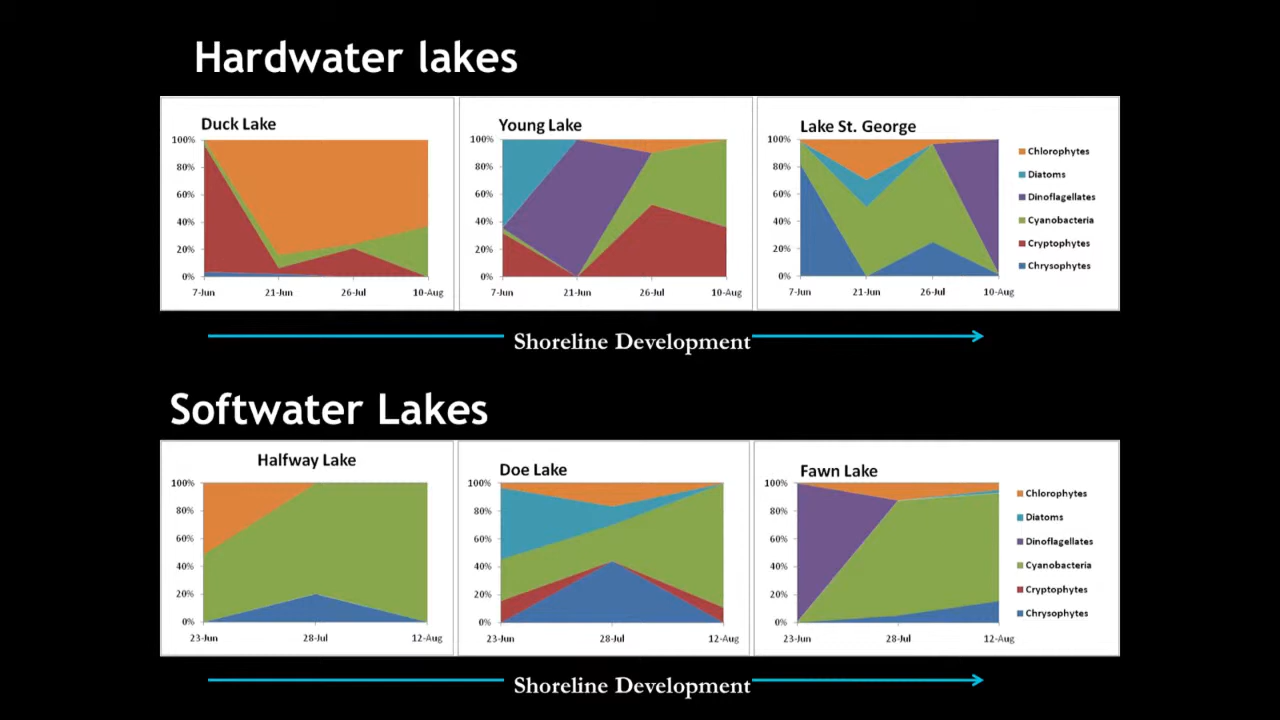 Hardwater lakes
Duck Lake
100%
80%
60%
40%
20%
0%
7-Jun 21-Jun 26-Jul 10-Aug
Young Lake
100%
80%
60%
40%
20%
0%
7-Jun 21-Jun 26-Jul 10-Aug
Lake St. George
100%
80%
60%
40%
20%
0%
7-Jun 21-Jun 26-Jul 10-Aug
Chlorophytes
Diatoms
Dinoflagellates
Cyanobacteria
Cryptophytes
Chrysophytes
Shoreline Development
Softwater Lakes
Halfway Lake
100%
80%
60%
40%
20%
0%
23-Jun 28-Jul 12-Aug
Doe Lake
100%
80%
60%
40%
20%
0%
23-Jun 28-Jul 12-Aug
Fawn Lake
100%
80%
60%
40%
20%
0%
23-Jun 28-Jul 12-Aug
Chlorophytes
Diatoms
Dinoflagellates
Cyanobacteria
Cryptophytes
Chrysophytes
Shoreline Development